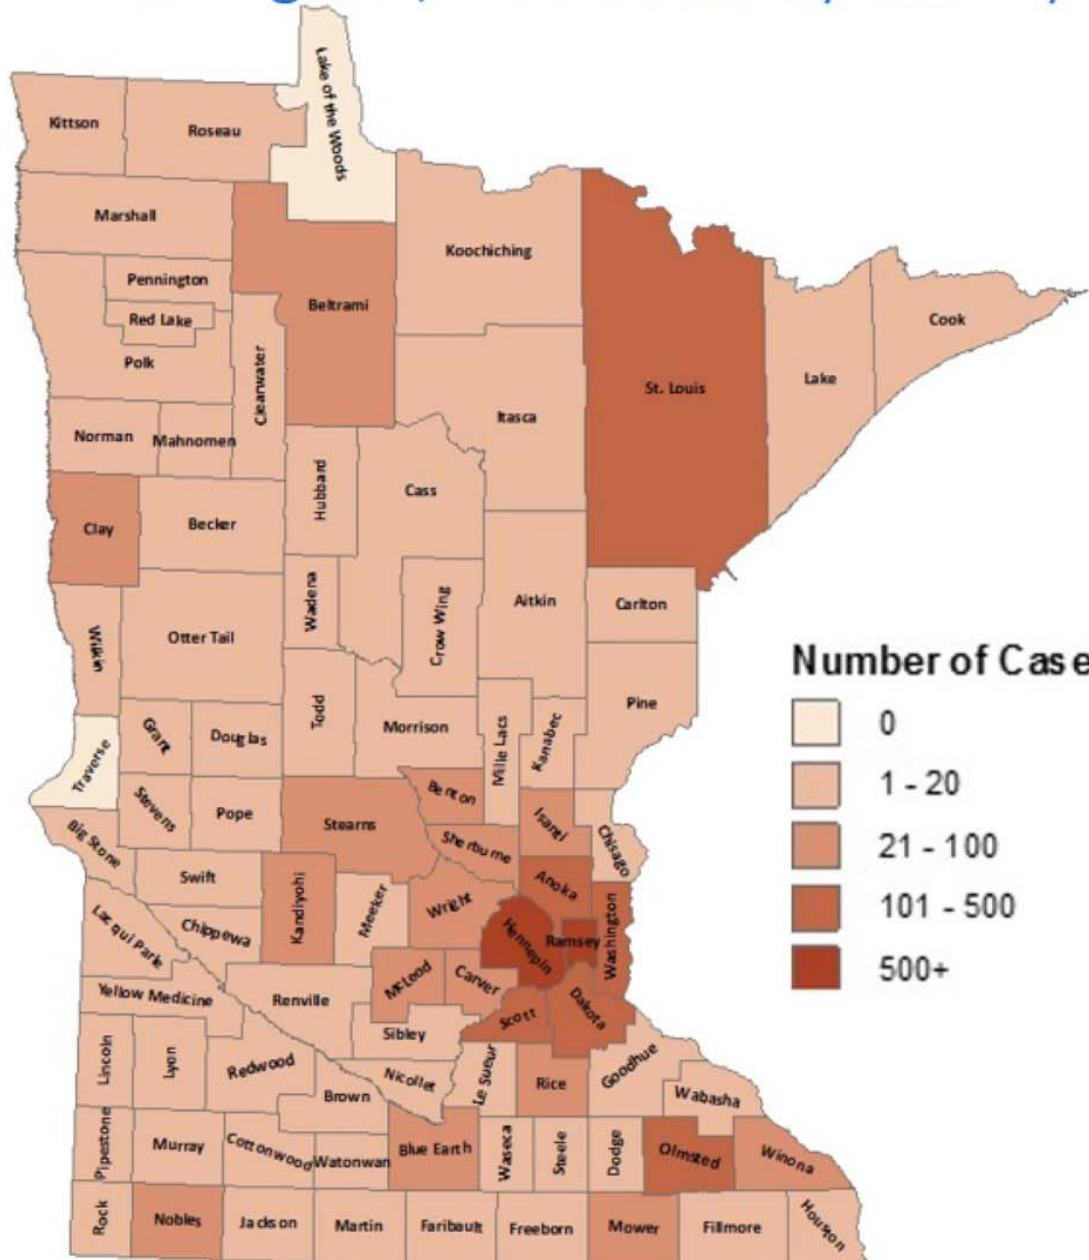 Lake of the Woods
Kittson
Roseau
Marshall
Koochiching
Pennington
Beltrami
Red Lake
Cook
Polk
Clearwater
Lake
St. Louis
Itasca
Norman
Mahnomen
Hubbard
Cass
Clay
Becker
Wadena
Crow Wing
Aitkin
Carlton
Wilkin
Otter Tail
Todd
Pine
Grant
Douglas
Morrison
Mille Lacs
Kanabec
Traverse
Stevens
Pope
Benton
Stearns
Isanti
Chisago
Big Stone
Sherburne
Swift
Anoka
Kandiyohi
Meeker
Wright
Hennepin
Ramsey
Washington
Lac qui Parle
Chippewa
McLeod
Carver
Yellow Medicine
Renville
Scott
Dakota
Sibley
Lincoln
Lyon
Redwood
Nicollet
Le Sueur
Rice
Goodhue
Brown
Wabasha
Pipestone
Murray
Cottonwood
Watonwan
Blue Earth
Waseca
Steele
Dodge
Olmsted
Winona
Rock
Nobles
Jackson
Martin
Faribault
Freeborn
Mower
Fillmore
Houston
Number of Case
0
1 - 20
21 - 100
101 - 500
500+